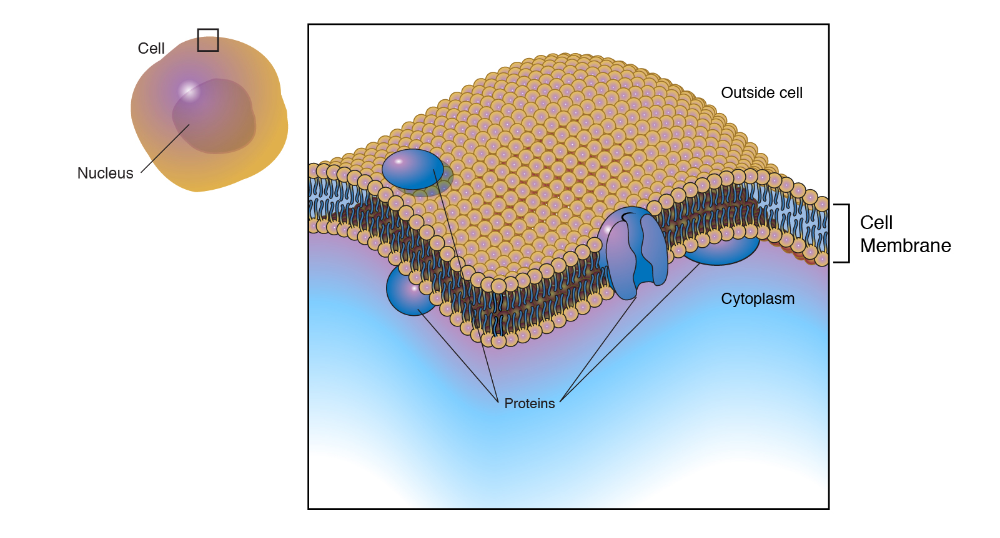 Cell
Nucleus
Outside cell
Cell
Membrane
Cytoplasm
Proteins